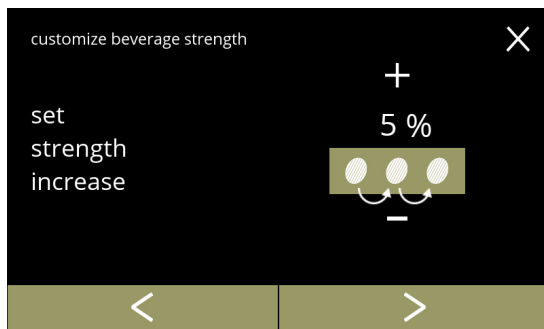 customize beverage strength
set
strength
increase
+
5 %
-